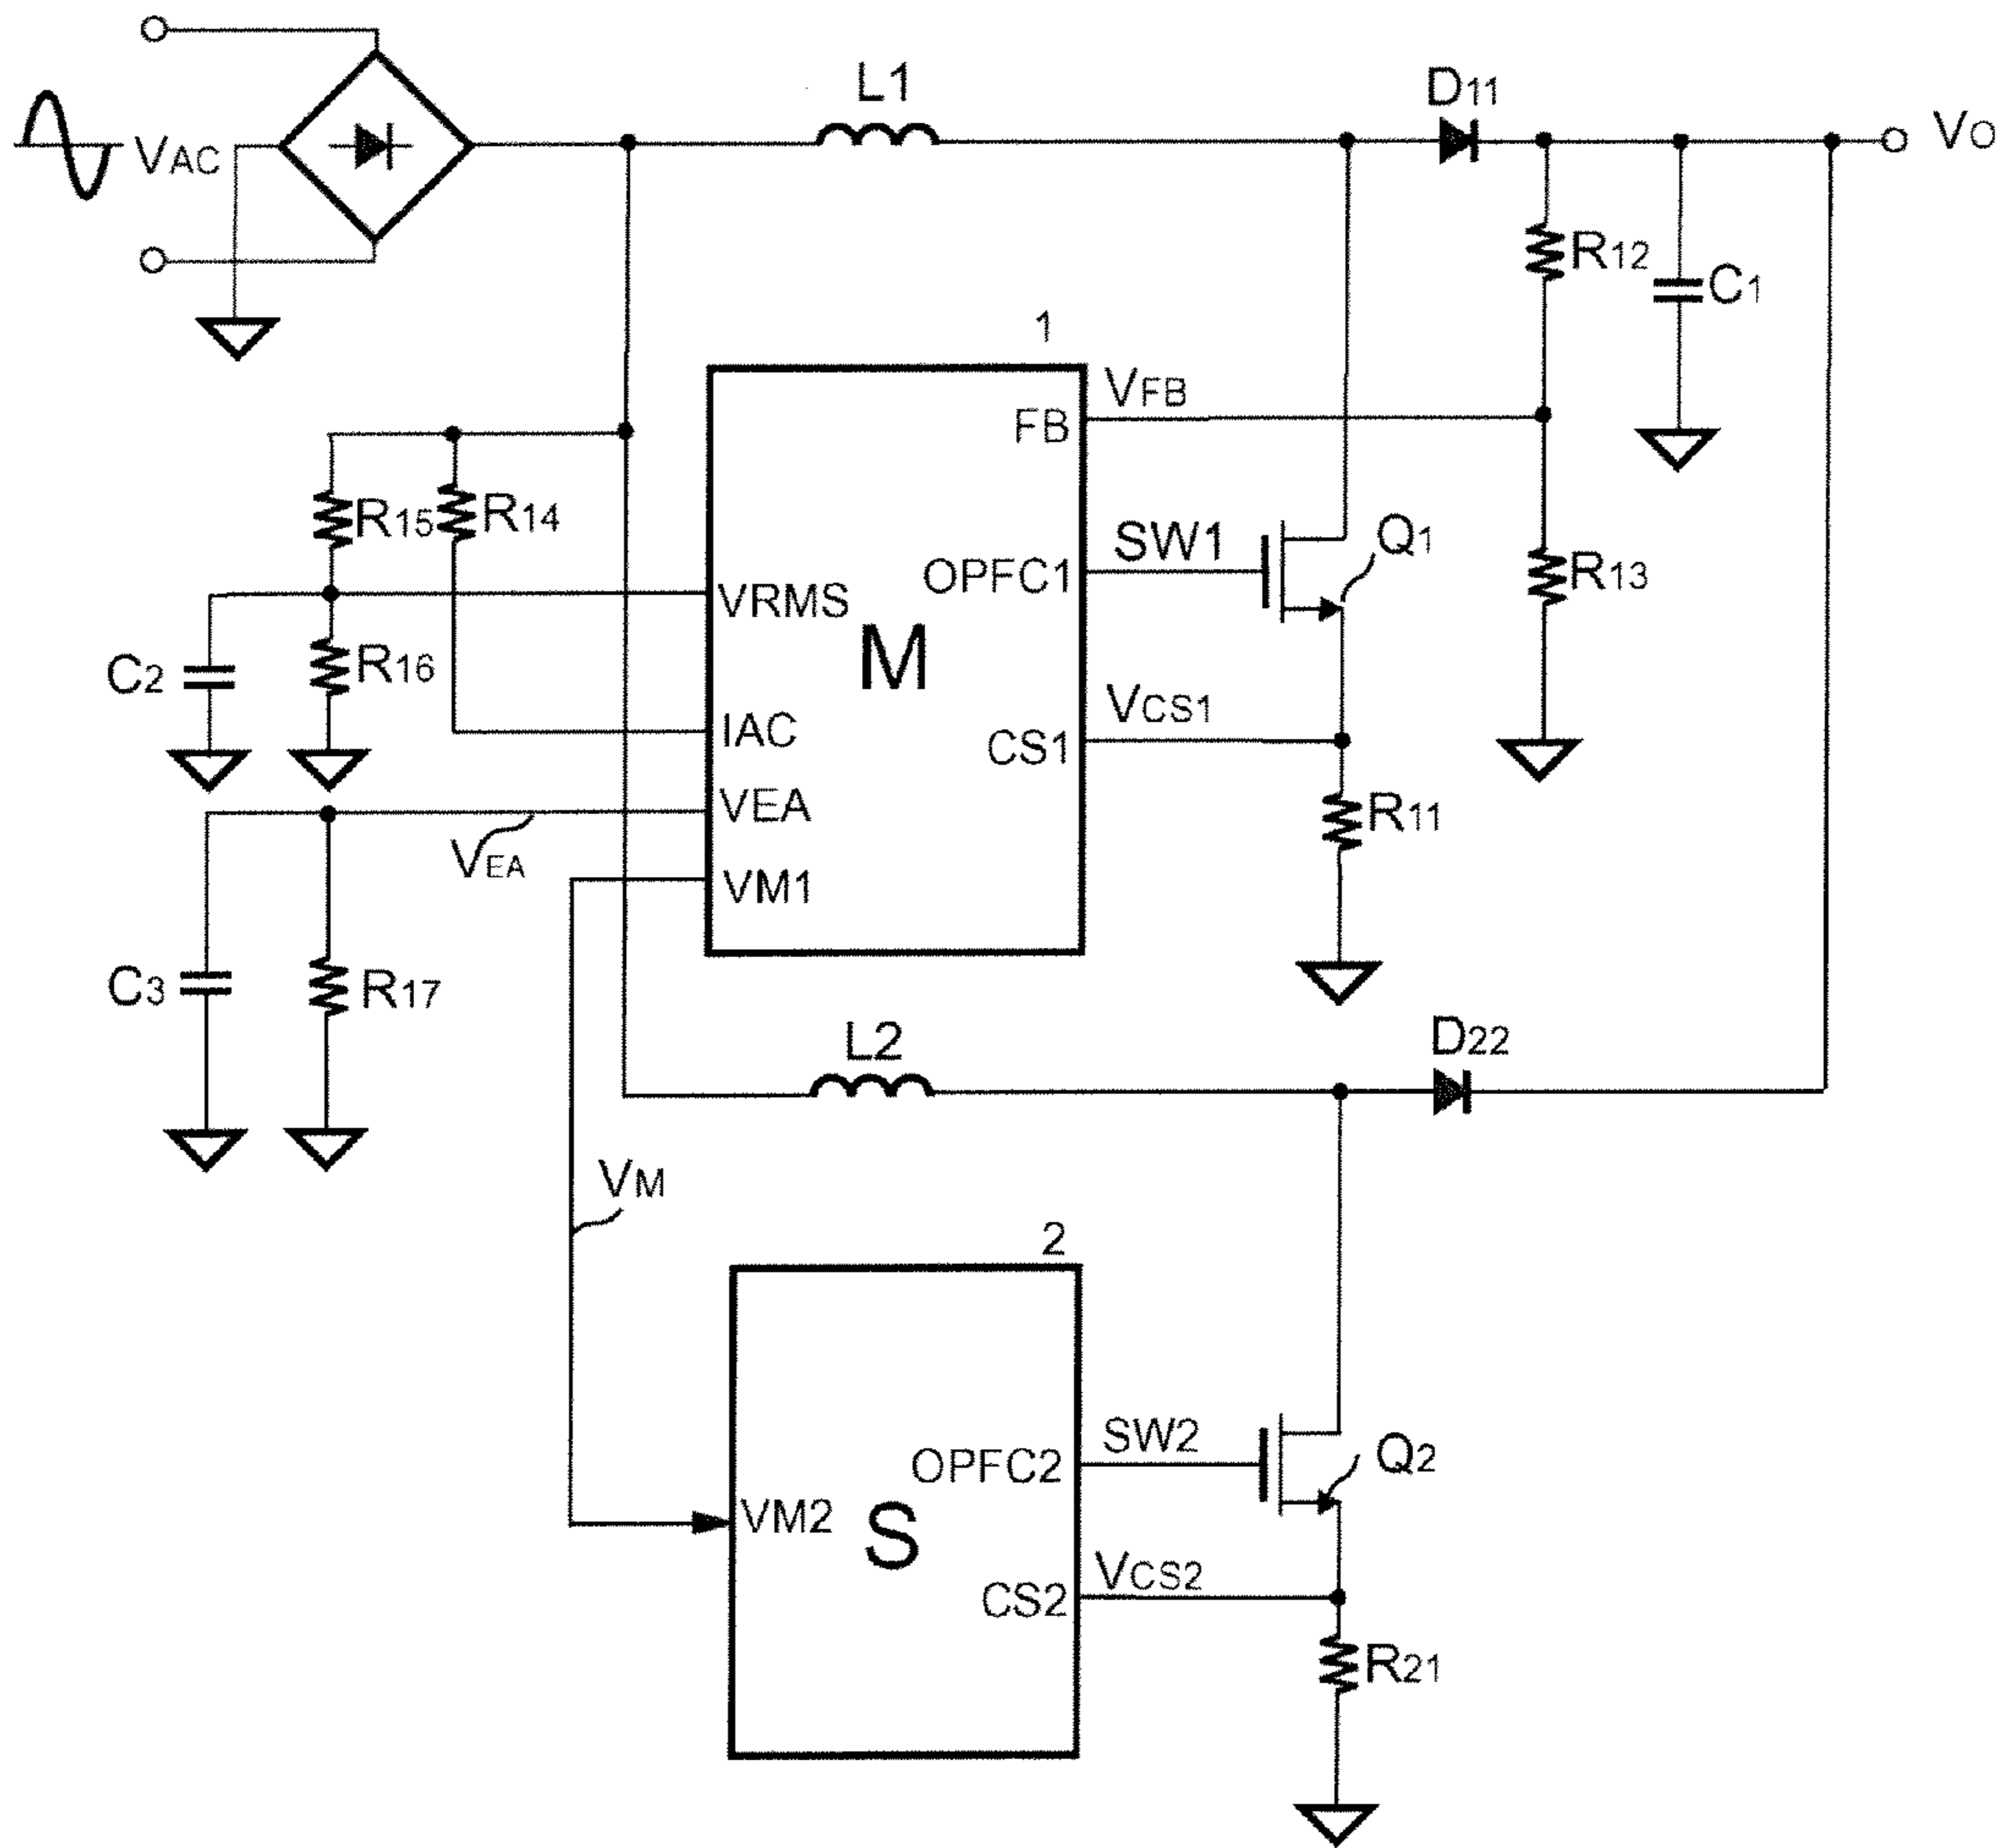 L1
D11
VO
VAC
R12
C1
1
VFB
FB
R15
R14
SW1
Q1
OPFC1
R13
VRMS
M
C2
R16
VCS1
IAC
CS1
VEA
R11
VEA
VM1
C3
R17
L2
D22
VM
2
SW2
Q2
OPFC2
VM2
S
VCS2
CS2
R21